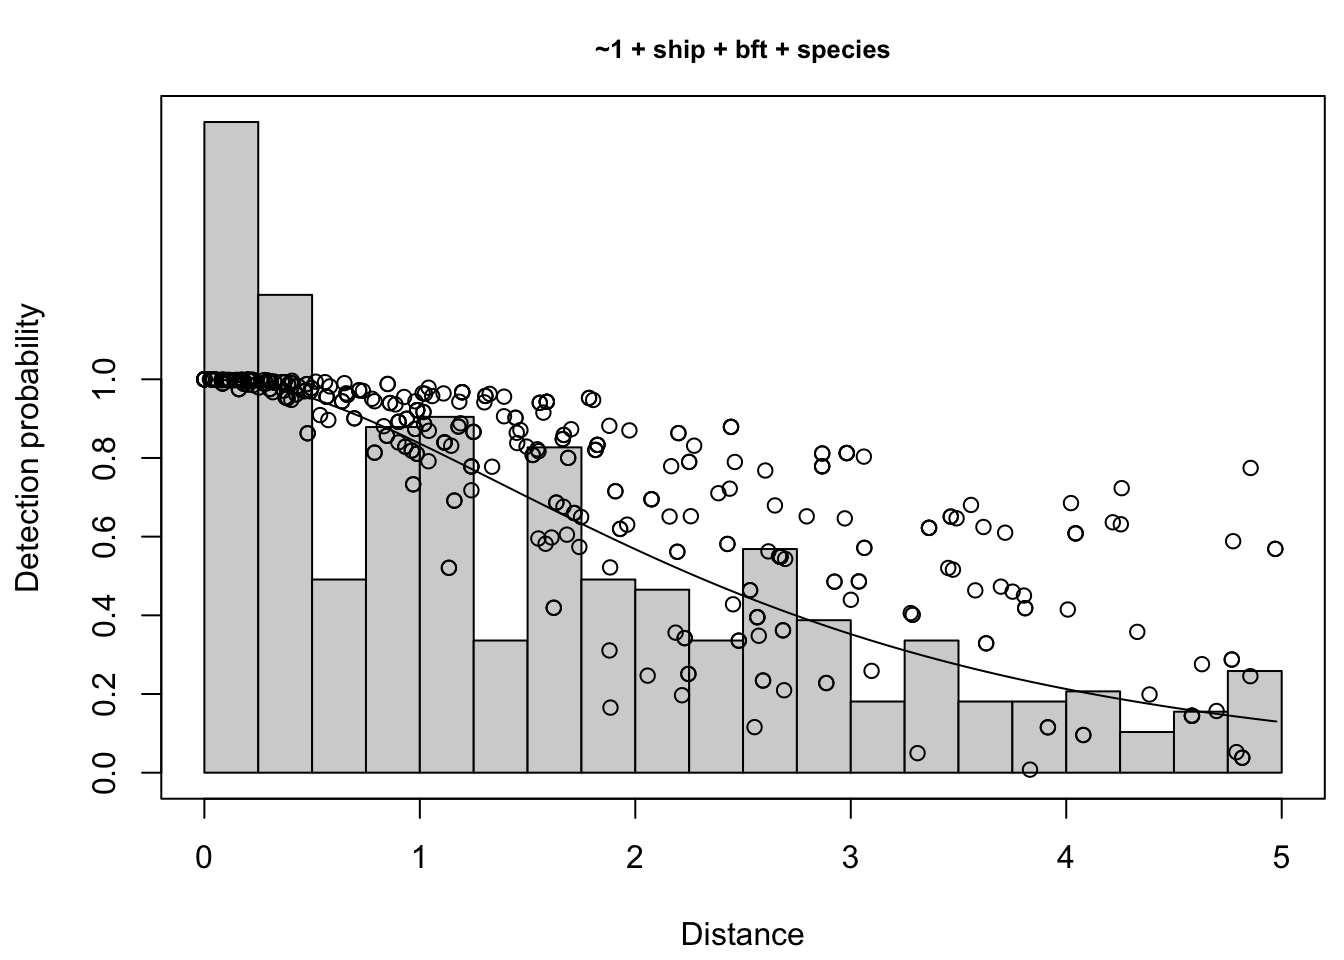 ~1 + ship + bft + species
Detection probability
1.0
0.8
0.6
0.4
0.2
0.0
0 1 2 3 4 5
Distance